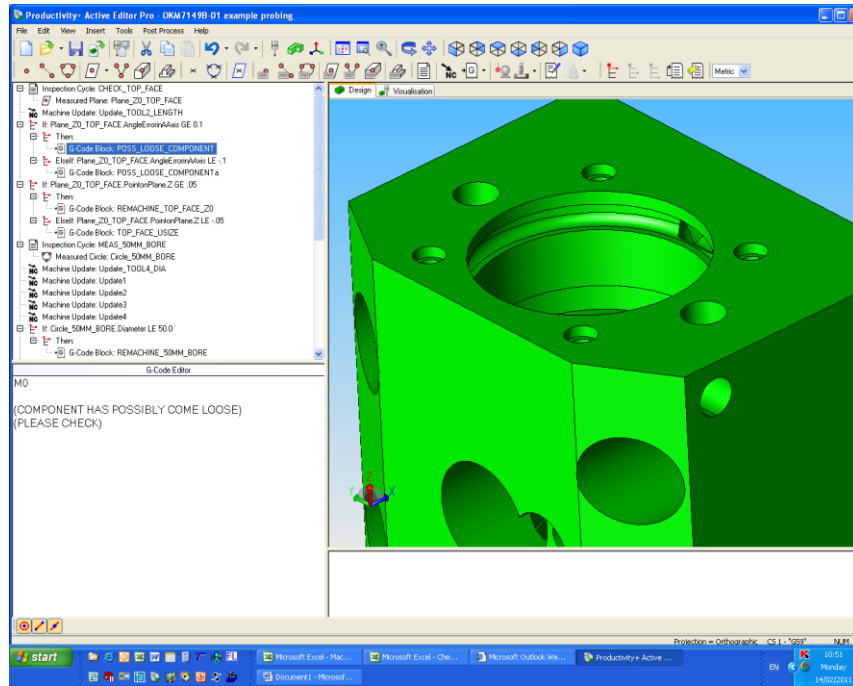 Productivity+ Active Editor Pro - OKM7149B-01 example probing
File Edit View Insert Tools Post Process Help
Metric
Inspection Cycle: CHECK_TOP_FACE
Measured Plane: Plane_Z0_TOP_FACE
Machine Update: Update_TOOL2_LENGTH
If: Plane_Z0_TOP_FACE.AngleErrorinAAxis GE 0.1
Then:
G-Code Block: POSS_LOOSE_COMPONENT
ElseIf: Plane_Z0_TOP_FACE.AngleErrorinAAxis LE -.1
G-Code Block: POSS_LOOSE_COMPONENTa
If: Plane_Z0_TOP_FACE.PointonPlane.Z GE .05
Then:
G-Code Block: REMACHINE_TOP_FACE_Z0
ElseIf: Plane_Z0_TOP_FACE.PointonPlane.Z LE -.05
G-Code Block: TOP_FACE_USIZE
Inspection Cycle: MEAS_50MM_BORE
Measured Circle: Circle_50MM_BORE
Machine Update: Update_TOOL4_DIA
Machine Update: Update1
Machine Update: Update2
Machine Update: Update3
Machine Update: Update4
If: Circle_50MM_BORE.Diameter LE 50.0
Then:
G-Code Block: REMACHINE_50MM_BORE
Design Visualisation
G-Code Editor
M0
(COMPONENT HAS POSSIBLY COME LOOSE)
(PLEASE CHECK)
Z
Y X
Projection = Orthographic CS 1 - "G59" NUM
start
Microsoft Excel - Mac... Microsoft Excel - Che... Microsoft Outlook We... Productivity+ Active ...
Document1 - Microsof...
EN
10:51
Monday
14/02/2011